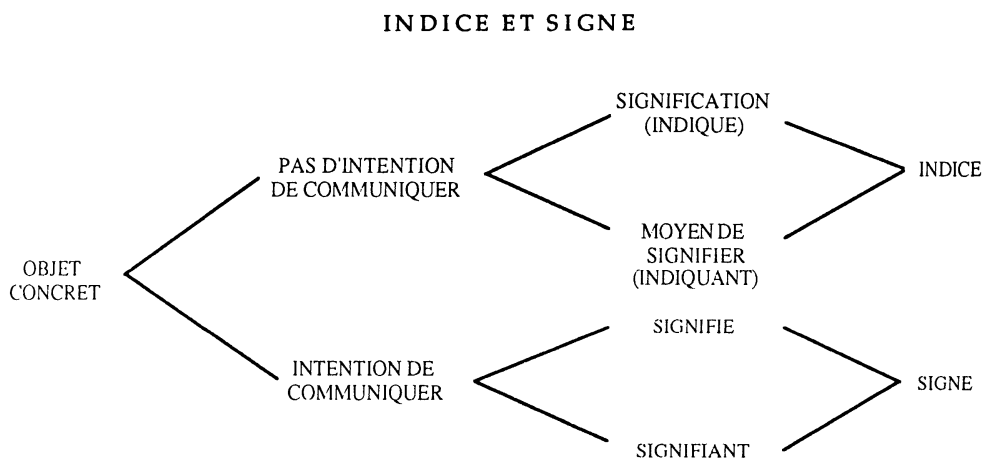 INDICE ET SIGNE
SIGNIFICATION
(INDIQUE)
PAS D'INTENTION
DE COMMUNIQUER
INDICE
MOYEN DE
SIGNIFIER
(INDIQUANT)
OBJET
CONCRET
SIGNIFIE
INTENTION DE
COMMUNIQUER
SIGNE
SIGNIFIANT